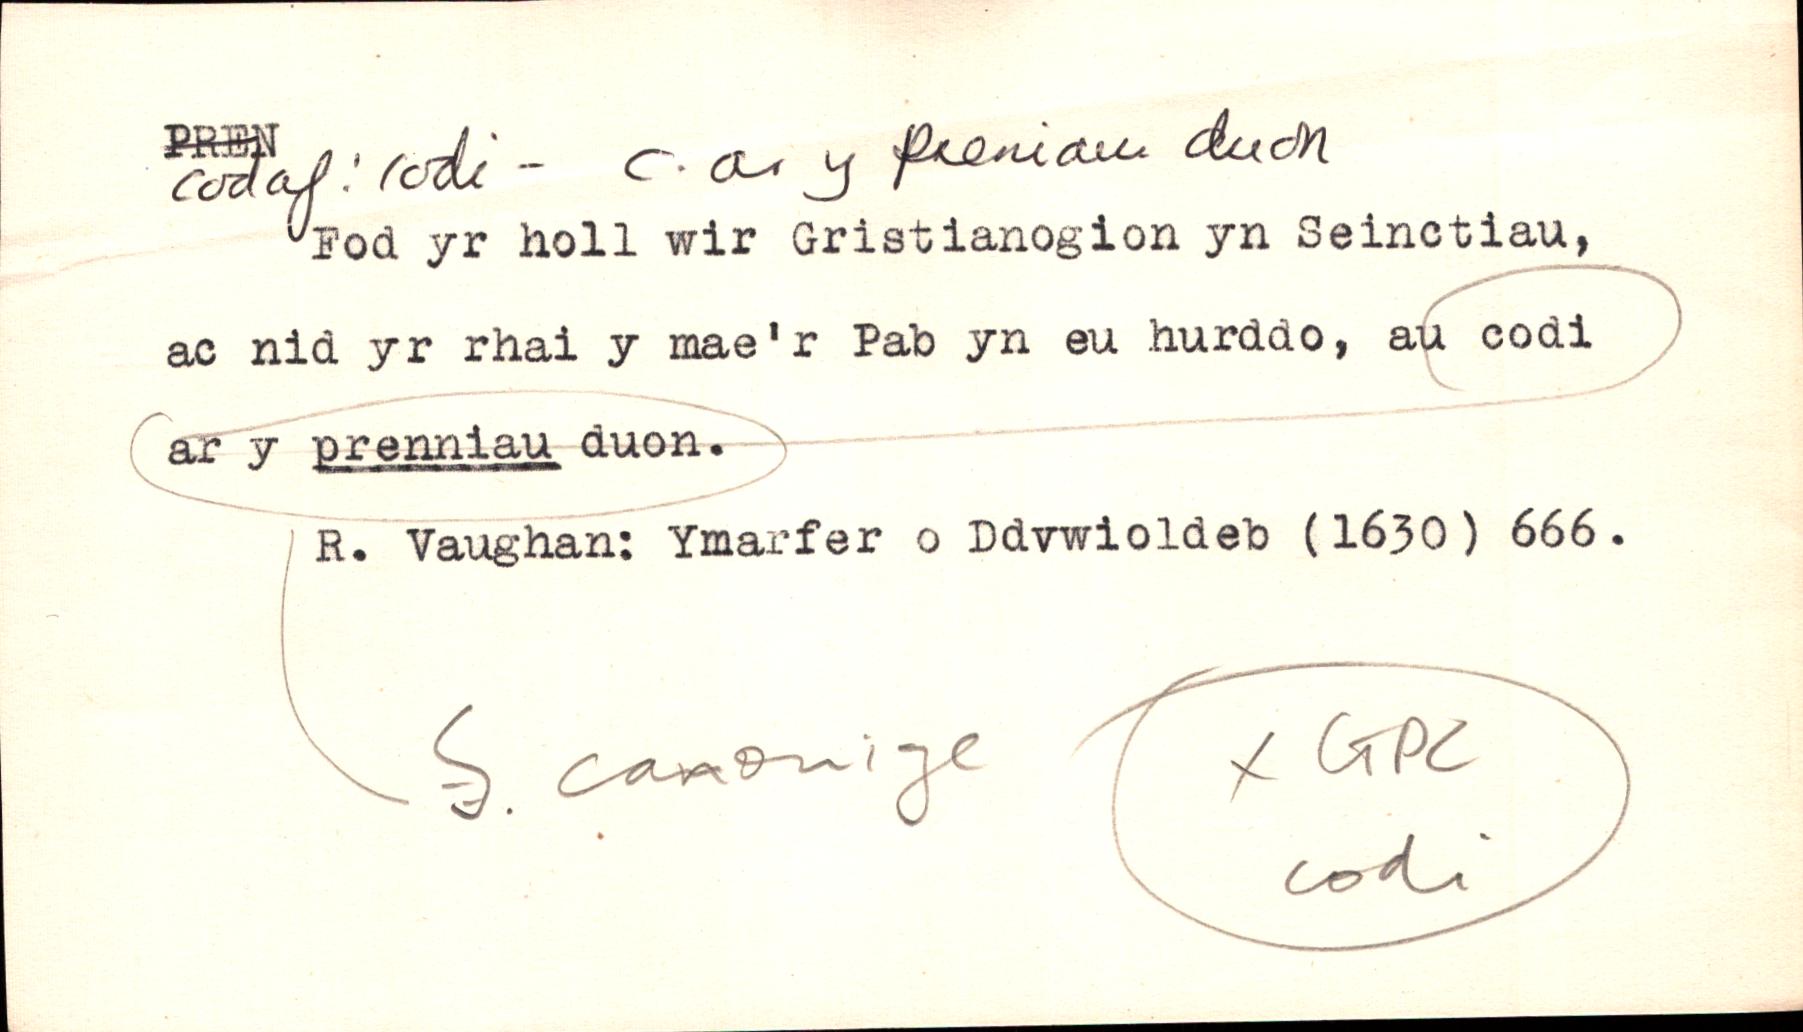 PREN
codaf: codi - c. ar y preniau duon
Fod yr holl wir Gristianogion yn Seinctiau,
ac nid yr rhai y mae'r Pab yn eu hurddo, au codi
ar y prenniau duon.
R. Vaughan: Ymarfer o Ddvwioldeb (1630) 666.
S. canonize
x GPC
codi